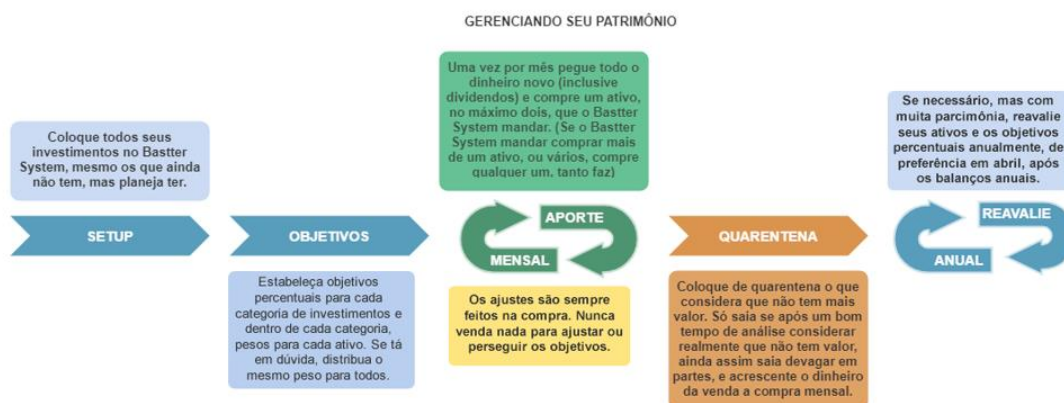 GERENCIANDO SEU PATRIMÔNIO
Coloque todos seus
investimentos no Bastter
System, mesmo os que ainda
não tem, mas planeja ter.
SETUP
OBJETIVOS
Estabeleça objetivos
percentuais para cada
categoria de investimentos e
dentro de cada categoria,
pesos para cada ativo. Se tá
em dúvida, distribua o
mesmo peso para todos.
Uma vez por mês pegue todo o
dinheiro novo (inclusive
dividendos) e compre um ativo,
no máximo dois, que o Bastter
System mandar. (Se o Bastter
System mandar comprar mais
de um ativo, ou vários, compre
qualquer um, tanto faz)
APORTE
MENSAL
Os ajustes são sempre
feitos na compra. Nunca
venda nada para ajustar ou
perseguir os objetivos.
QUARENTENA
Coloque de quarentena o que
considera que não tem mais
valor. Só saia se após um bom
tempo de análise considerar
realmente que não tem valor,
ainda assim saia devagar em
partes, e acrescente o dinheiro
da venda a compra mensal.
Se necessário, mas com
muita parcimônia, reavalie
seus ativos e os objetivos
percentuais anualmente, de
preferência em abril, após
os balanços anuais.
REAVALIE
ANUAL